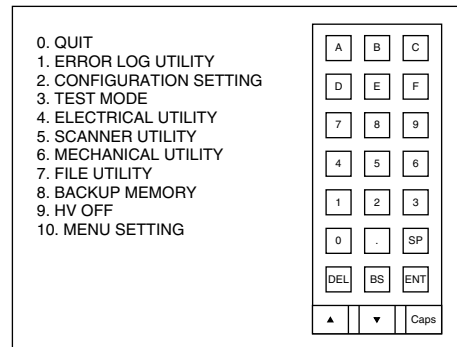 0. QUIT
1. ERROR LOG UTILITY
2. CONFIGURATION SETTING
3. TEST MODE
4. ELECTRICAL UTILITY
5. SCANNER UTILITY
6. MECHANICAL UTILITY
7. FILE UTILITY
8. BACKUP MEMORY
9. HV OFF
10. MENU SETTING
A B C
D E F
7 8 9
4 5 6
1 2 3
0 . SP
DEL BS ENT
▲ ▼ Caps